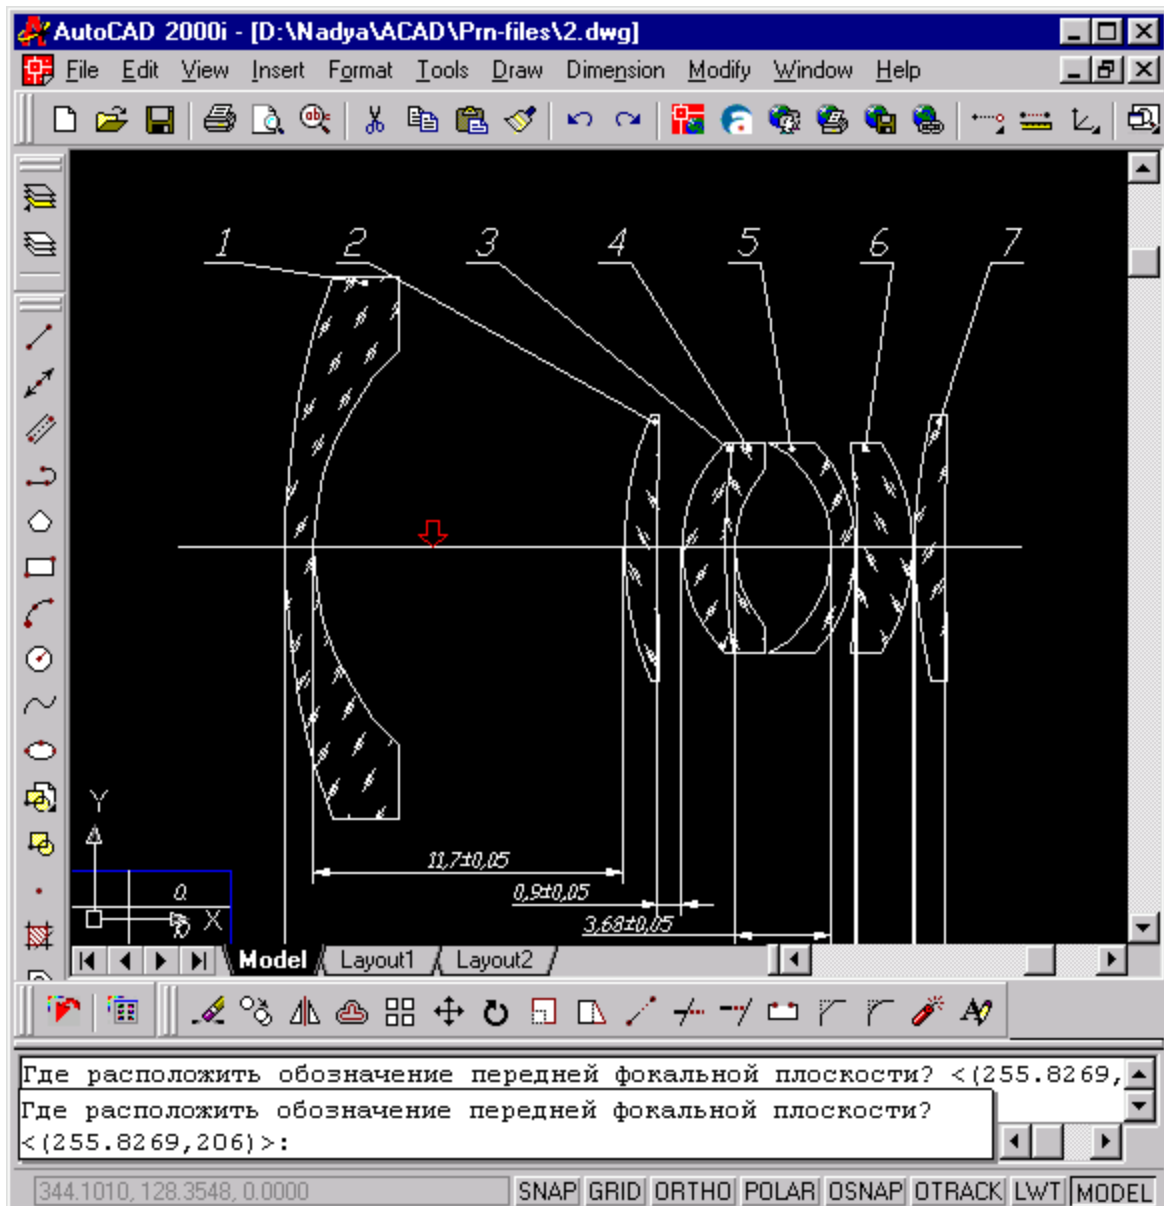 AutoCAD 2000i - [D:\Nadya\ACAD\Prn-files\2.dwg]
File Edit View Insert Format Tools Draw Dimension Modify Window Help
1 2 3 4 5 6 7
11,7±0,05
0,9±0,05
3,68±0,05
Y
X
Model Layout1 Layout2
Где расположить обозначение передней фокальной плоскости? <(255.8269,
Где расположить обозначение передней фокальной плоскости?
<(255.8269,206)>:
344.1010, 128.3548, 0.0000 SNAP GRID ORTHO POLAR OSNAP OTRACK LWT MODEL